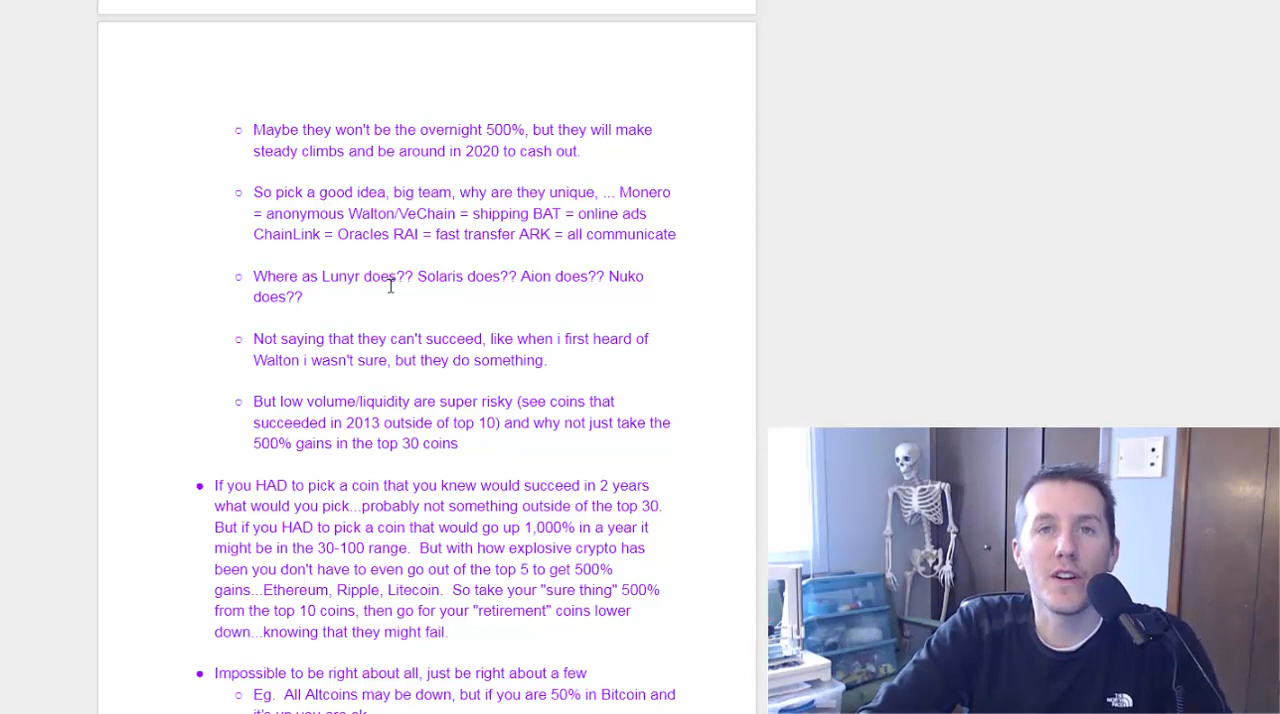 ○ Maybe they won't be the overnight 500%, but they will make
steady climbs and be around in 2020 to cash out.
○ So pick a good idea, big team, why are they unique, ... Monero
= anonymous Walton/VeChain = shipping BAT = online ads
ChainLink = Oracles RAI = fast transfer ARK = all communicate
○ Where as Lunyr does?? Solaris does?? Aion does?? Nuko
does??
○ Not saying that they can't succeed, like when i first heard of
Walton i wasn't sure, but they do something.
○ But low volume/liquidity are super risky (see coins that
succeeded in 2013 outside of top 10) and why not just take the
500% gains in the top 30 coins
● If you HAD to pick a coin that you knew would succeed in 2 years
what would you pick...probably not something outside of the top 30.
But if you HAD to pick a coin that would go up 1,000% in a year it
might be in the 30-100 range.  But with how explosive crypto has
been you don't have to even go out of the top 5 to get 500%
gains...Ethereum, Ripple, Litecoin.  So take your "sure thing" 500%
from the top 10 coins, then go for your "retirement" coins lower
down...knowing that they might fail.
● Impossible to be right about all, just be right about a few
○ Eg.  All Altcoins may be down, but if you are 50% in Bitcoin and
it's up you are ok
THE
NORTH
FACE